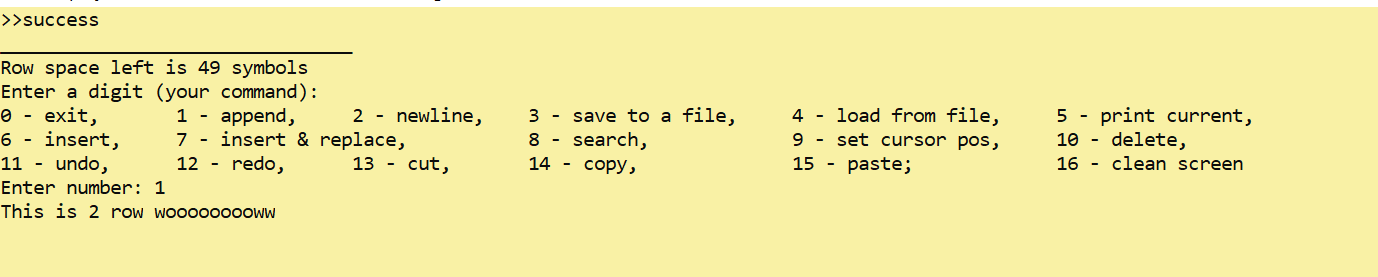 >>success
________________________________
Row space left is 49 symbols
Enter a digit (your command):
0 - exit, 1 - append, 2 - newline, 3 - save to a file, 4 - load from file, 5 - print current,
6 - insert, 7 - insert & replace, 8 - search, 9 - set cursor pos, 10 - delete,
11 - undo, 12 - redo, 13 - cut, 14 - copy, 15 - paste; 16 - clean screen
Enter number: 1
This is 2 row wooooooooww